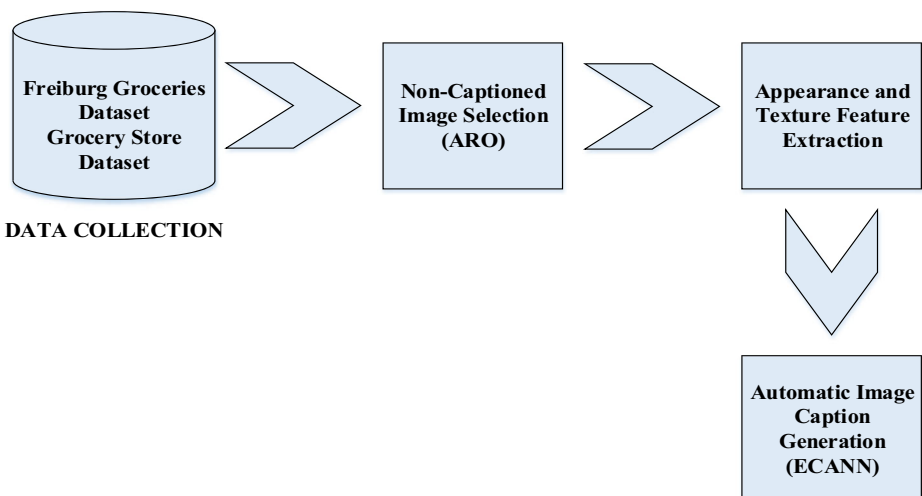 Freiburg Groceries
Dataset
Grocery Store
Dataset
DATA COLLECTION
Non-Captioned
Image Selection
(ARO)
Appearance and
Texture Feature
Extraction
Automatic Image
Caption
Generation
(ECANN)